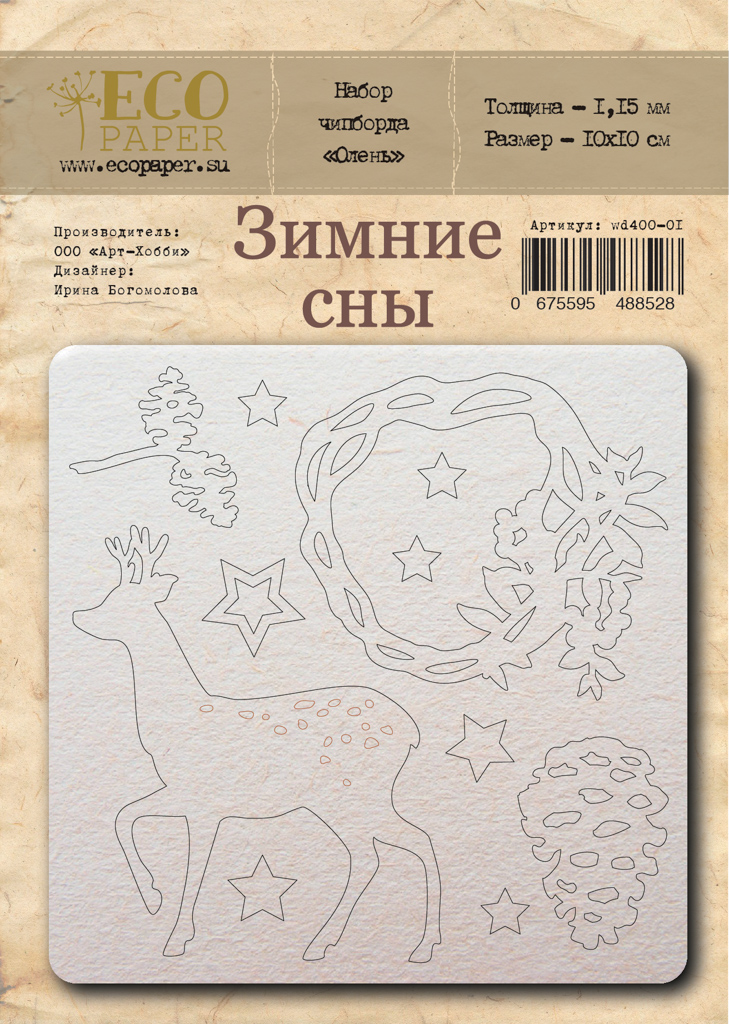 ECO
PAPER
www.ecopaper.su
Набор
чипборда
«Олень»
Толщина – 1,15 мм
Размер – 10х10 см
Производитель:
ООО «Арт-Хобби»
Дизайнер:
Ирина Богомолова
Зимние
сны
Артикул: wd400-01
0 675595 488528